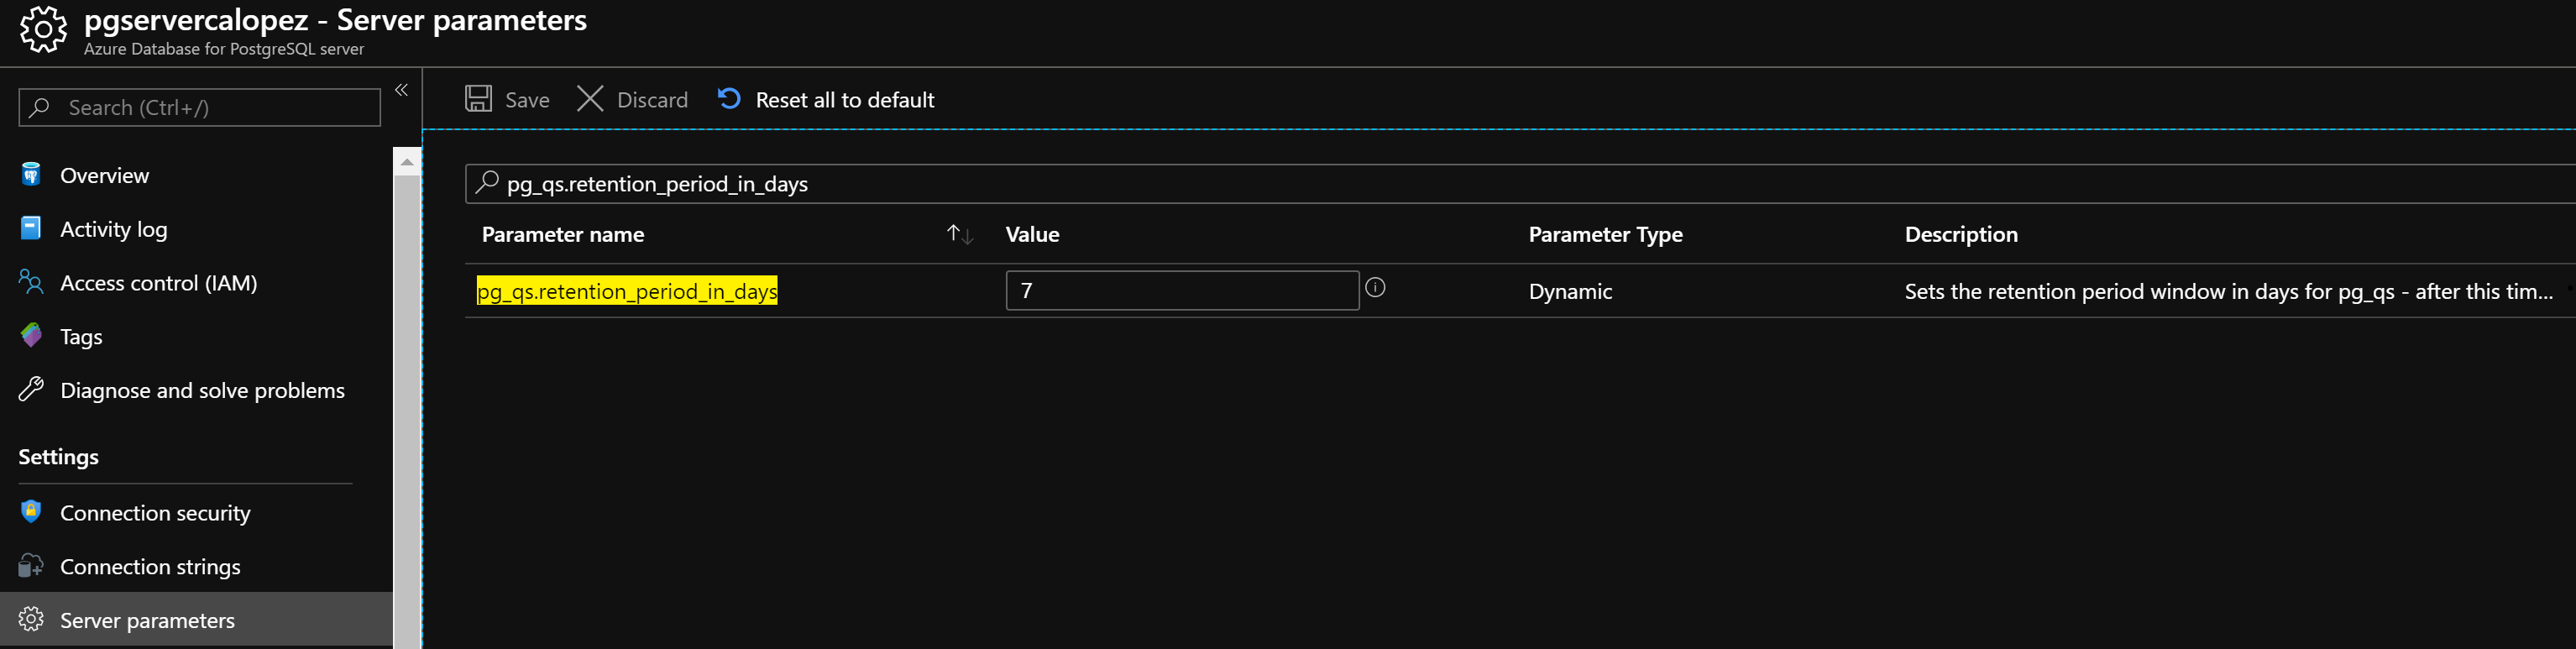 pgservercalopez - Server parameters
Azure Database for PostgreSQL server
Search (Ctrl+/)
«
Overview
Activity log
Access control (IAM)
Tags
Diagnose and solve problems
Settings
Connection security
Connection strings
Server parameters
Save Discard Reset all to default
pg_qs.retention_period_in_days
Parameter name ↑↓ Value Parameter Type Description
pg_qs.retention_period_in_days 7 Dynamic Sets the retention period window in days for pg_qs - after this tim...